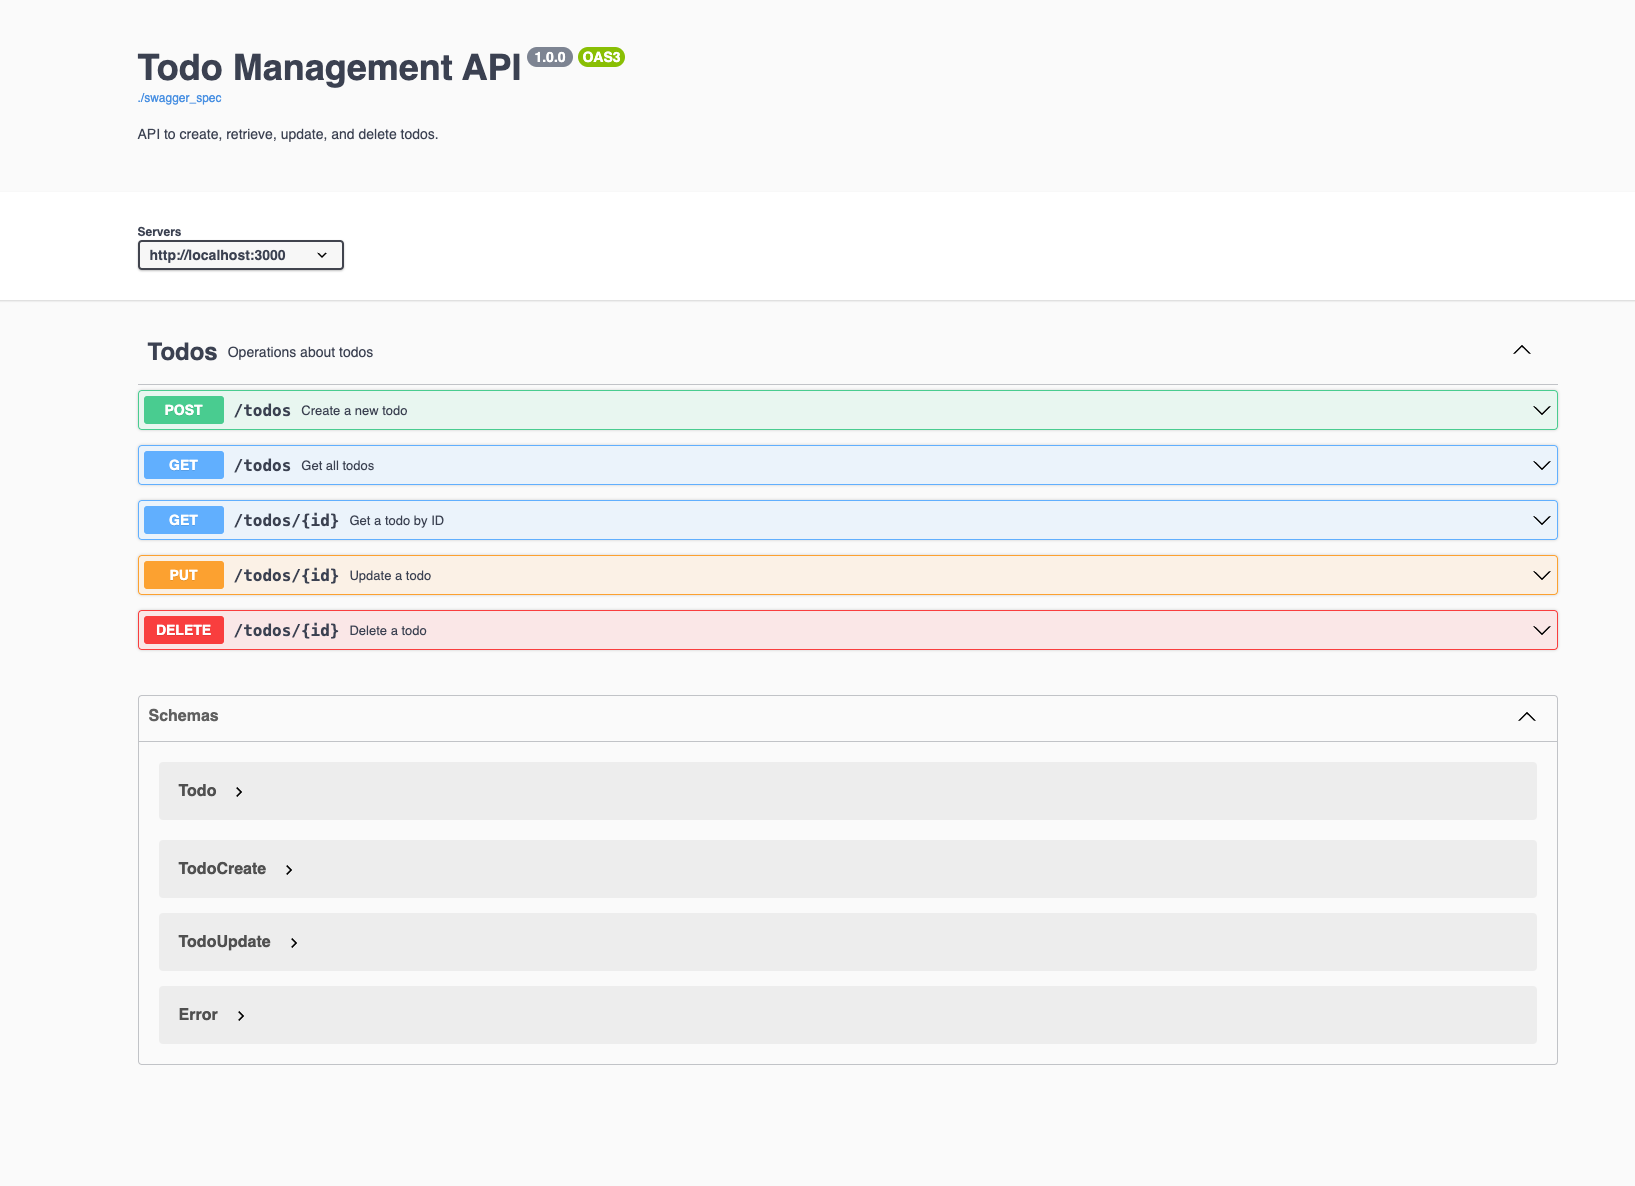 Todo Management API 1.0.0 OAS3
./swagger_spec
API to create, retrieve, update, and delete todos.
Servers
http://localhost:3000
Todos Operations about todos
POST /todos Create a new todo
GET /todos Get all todos
GET /todos/{id} Get a todo by ID
PUT /todos/{id} Update a todo
DELETE /todos/{id} Delete a todo
Schemas
Todo
TodoCreate
TodoUpdate
Error